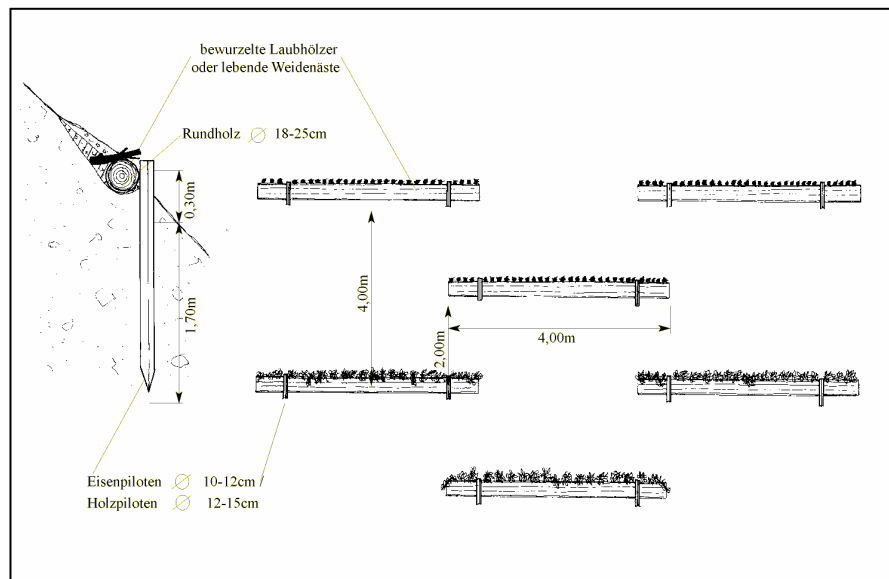 bewurzelte Laubhölzer
oder lebende Weidenäste
Rundholz ∅ 18-25cm
0,30m
1,70m
4,00m
2,00m
4,00m
Eisenpiloten ∅ 10-12cm
Holzpiloten ∅ 12-15cm